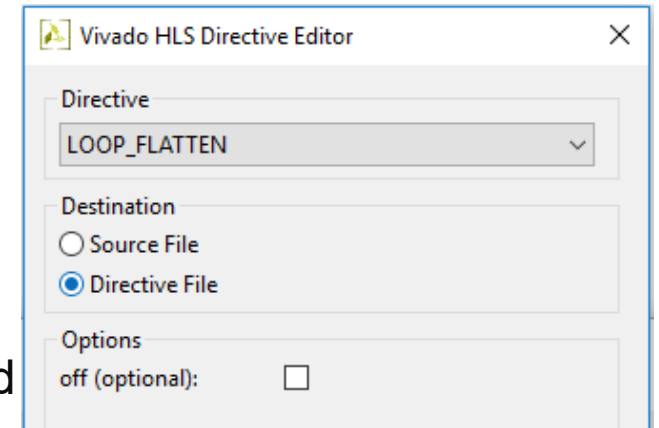 Vivado HLS Directive Editor
Directive
LOOP_FLATTEN
Destination
Source File
Directive File
Options
d off (optional):